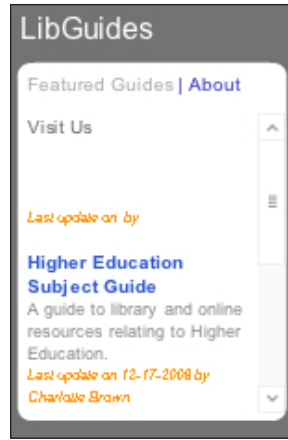 LibGuides
Featured Guides | About
Visit Us
Last update on by
Higher Education
Subject Guide
A guide to library and online
resources relating to Higher
Education.
Last update on 12-17-2008 by
Charlotte Brown